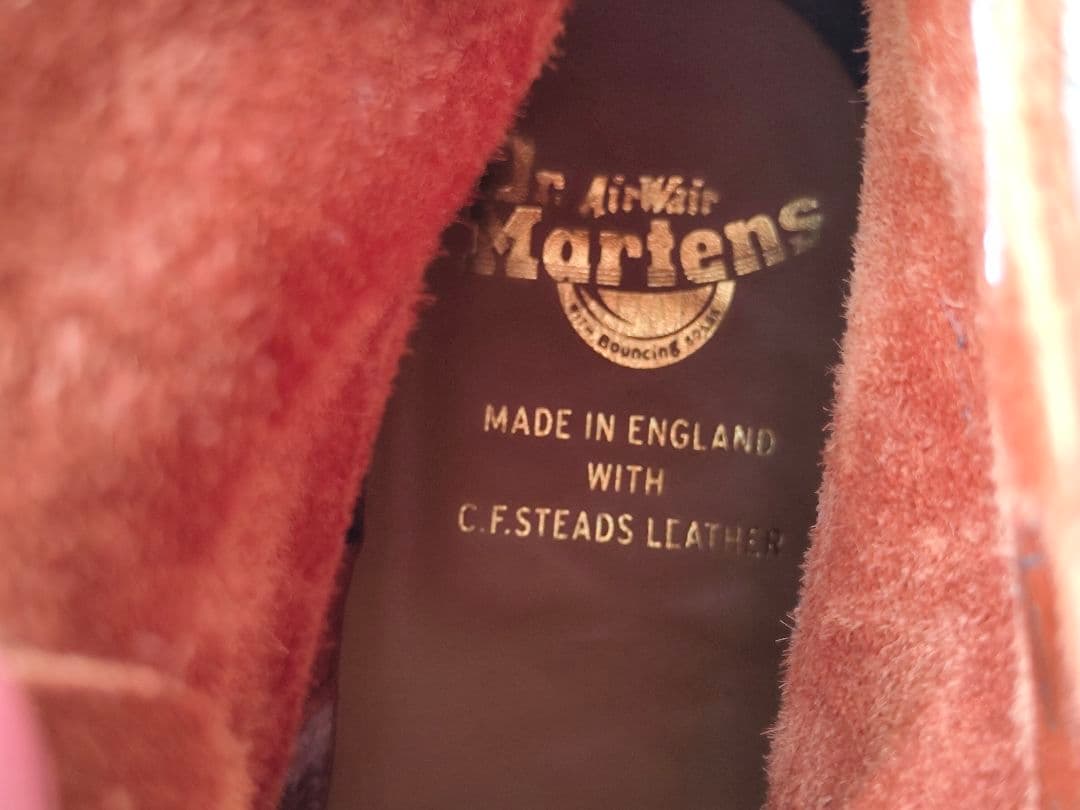 Dr. AirWair
Martens
WITH Bouncing SOLES
MADE IN ENGLAND
WITH
C.F.STEADS LEATHER